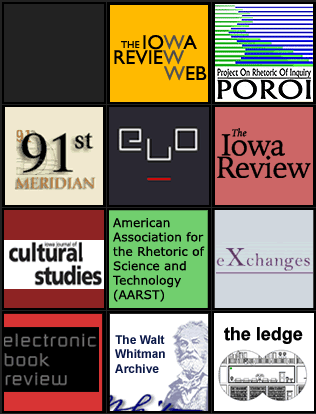 THE IOWA
REVIEW
WEB
Project On Rhetoric Of Inquiry
POROI
91st
MERIDIAN
elo
The
Iowa
Review
iowa journal of
cultural
studies
American
Association for
the Rhetoric of
Science and
Technology
(AARST)
eXchanges
electronic
book
review
The Walt
Whitman
Archive
the ledge